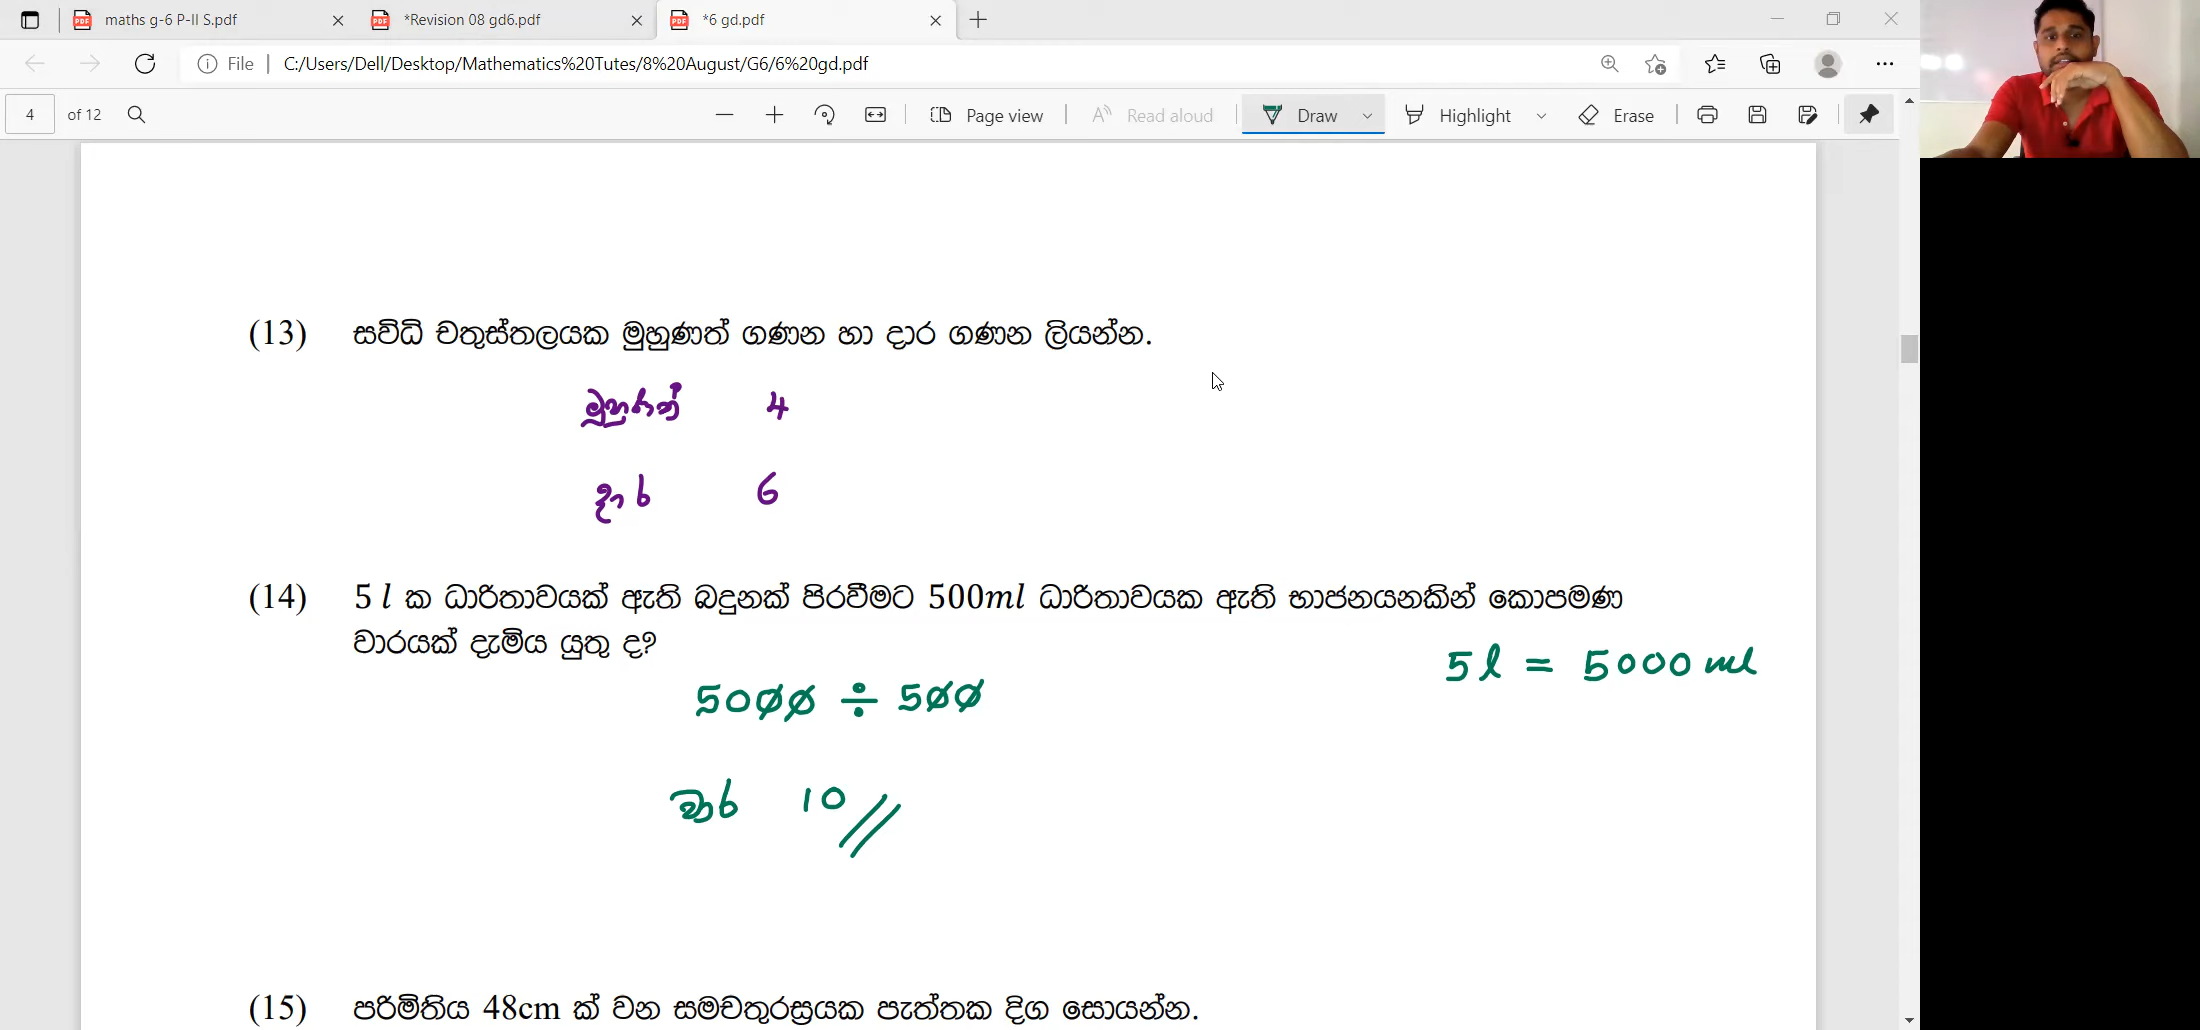 maths g-6 P-II S.pdf
*Revision 08 gd6.pdf
*6 gd.pdf
File | C:/Users/Dell/Desktop/Mathematics%20Tutes/8%20August/G6/6%20gd.pdf
4 of 12
Page view
Read aloud
Draw
Highlight
Erase
(13) සවිධි චතුස්තලයක මුහුණත් ගණන හා දාර ගණන ලියන්න.
මුහුණත් 4
දාර 6
(14) 5 l ක ධාරිතාවයක් ඇති බඳුනක් පිරවීමට 500ml ධාරිතාවයක ඇති භාජනයනකින් කොපමණ
වාරයක් දැමිය යුතු ද?
5l = 5000 ml
5000 ÷ 500
වාර 10
(15) පරිමිතිය 48cm ක් වන සමචතුරස්‍රයක පැත්තක දිග සොයන්න.